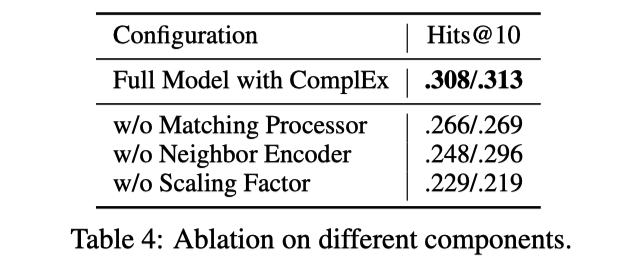 Configuration Hits@10
Full Model with ComplEx .308/.313
w/o Matching Processor .266/.269
w/o Neighbor Encoder .248/.296
w/o Scaling Factor .229/.219
Table 4: Ablation on different components.